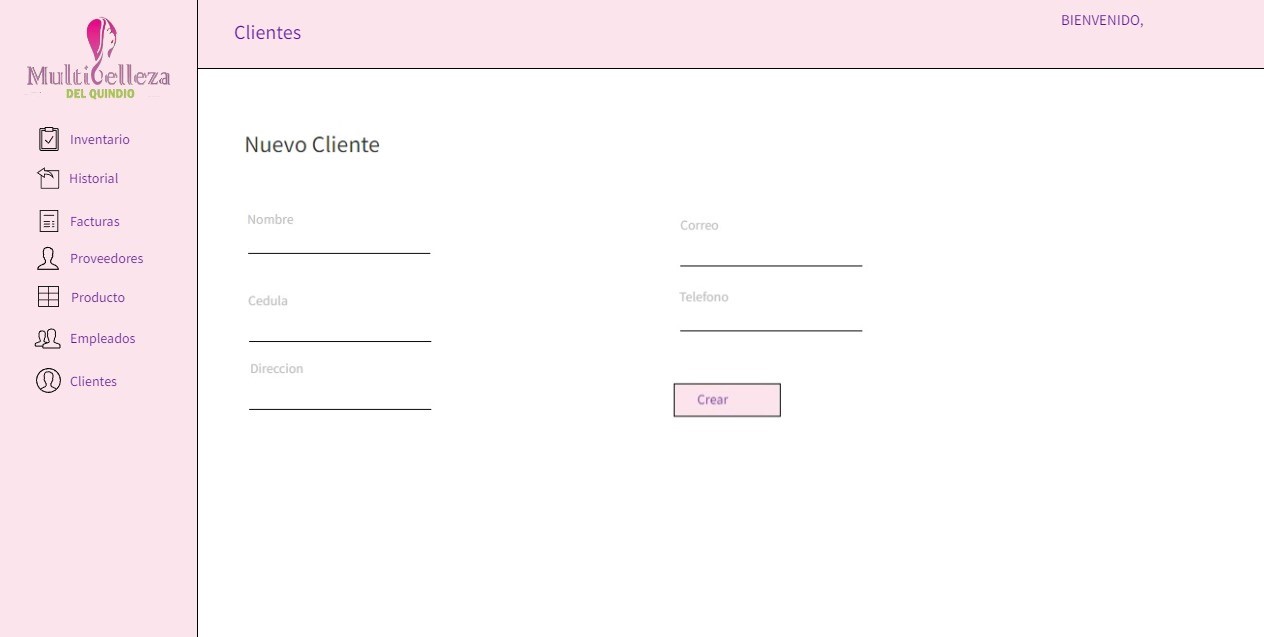 Multibelleza
DEL QUINDIO
Inventario
Historial
Facturas
Proveedores
Producto
Empleados
Clientes
Clientes
BIENVENIDO,
Nuevo Cliente
Nombre
Correo
Cedula
Telefono
Direccion
Crear